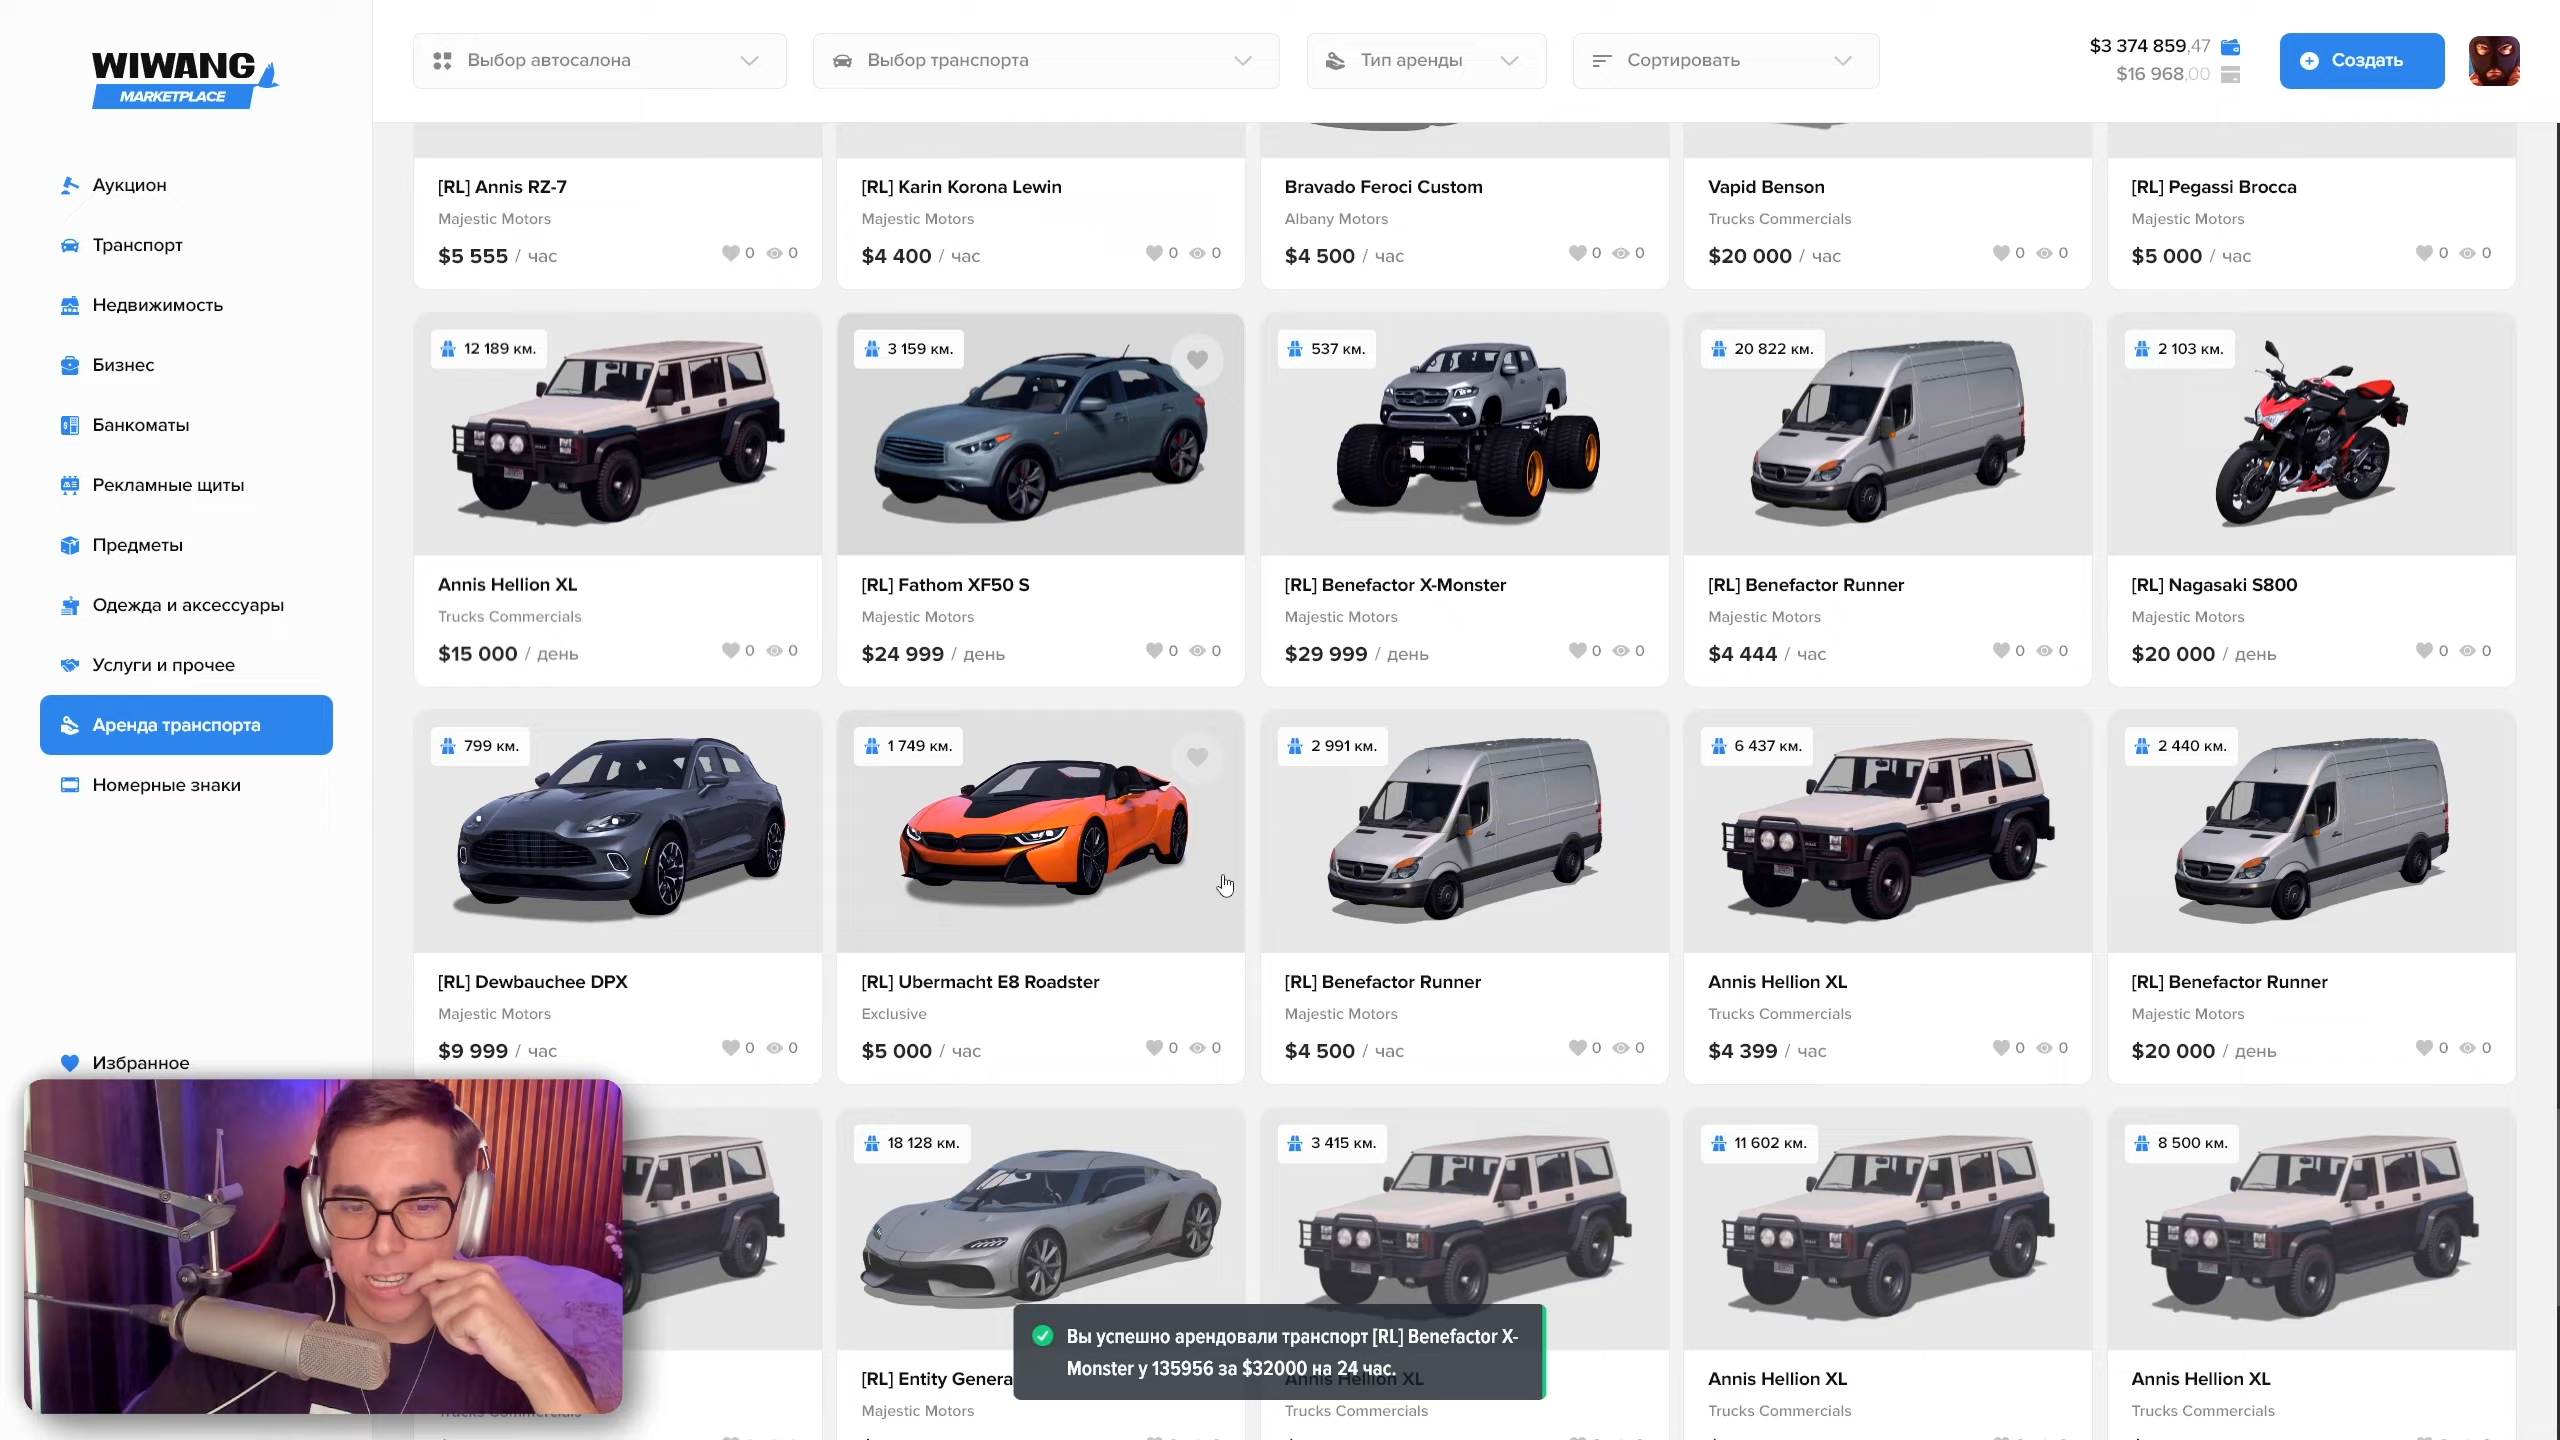 WIWANG
MARKETPLACE
Выбор автосалона
Выбор транспорта
Тип аренды
Сортировать
$3 374 859,47
$16 968,00
Создать
Аукцион
Транспорт
Недвижимость
Бизнес
Банкоматы
Рекламные щиты
Предметы
Одежда и аксессуары
Услуги и прочее
Аренда транспорта
Номерные знаки
Избранное
[RL] Annis RZ-7
Majestic Motors
$5 555 / час
0 0
[RL] Karin Korona Lewin
Majestic Motors
$4 400 / час
0 0
Bravado Feroci Custom
Albany Motors
$4 500 / час
0 0
Vapid Benson
Trucks Commercials
$20 000 / час
0 0
[RL] Pegassi Brocca
Majestic Motors
$5 000 / час
0 0
12 189 км.
Annis Hellion XL
Trucks Commercials
$15 000 / день
0 0
3 159 км.
[RL] Fathom XF50 S
Majestic Motors
$24 999 / день
0 0
537 км.
[RL] Benefactor X-Monster
Majestic Motors
$29 999 / день
0 0
20 822 км.
[RL] Benefactor Runner
Majestic Motors
$4 444 / час
0 0
2 103 км.
[RL] Nagasaki S800
Majestic Motors
$20 000 / день
0 0
799 км.
[RL] Dewbauchee DPX
Majestic Motors
$9 999 / час
0 0
1 749 км.
[RL] Ubermacht E8 Roadster
Exclusive
$5 000 / час
0 0
2 991 км.
[RL] Benefactor Runner
Majestic Motors
$4 500 / час
0 0
6 437 км.
Annis Hellion XL
Trucks Commercials
$4 399 / час
0 0
2 440 км.
[RL] Benefactor Runner
Majestic Motors
$20 000 / день
0 0
Trucks Commercials
18 128 км.
[RL] Entity Genera
Majestic Motors
3 415 км.
Annis Hellion XL
Trucks Commercials
11 602 км.
Annis Hellion XL
Trucks Commercials
8 500 км.
Annis Hellion XL
Trucks Commercials
Вы успешно арендовали транспорт [RL] Benefactor X-
Monster у 135956 за $32000 на 24 час.